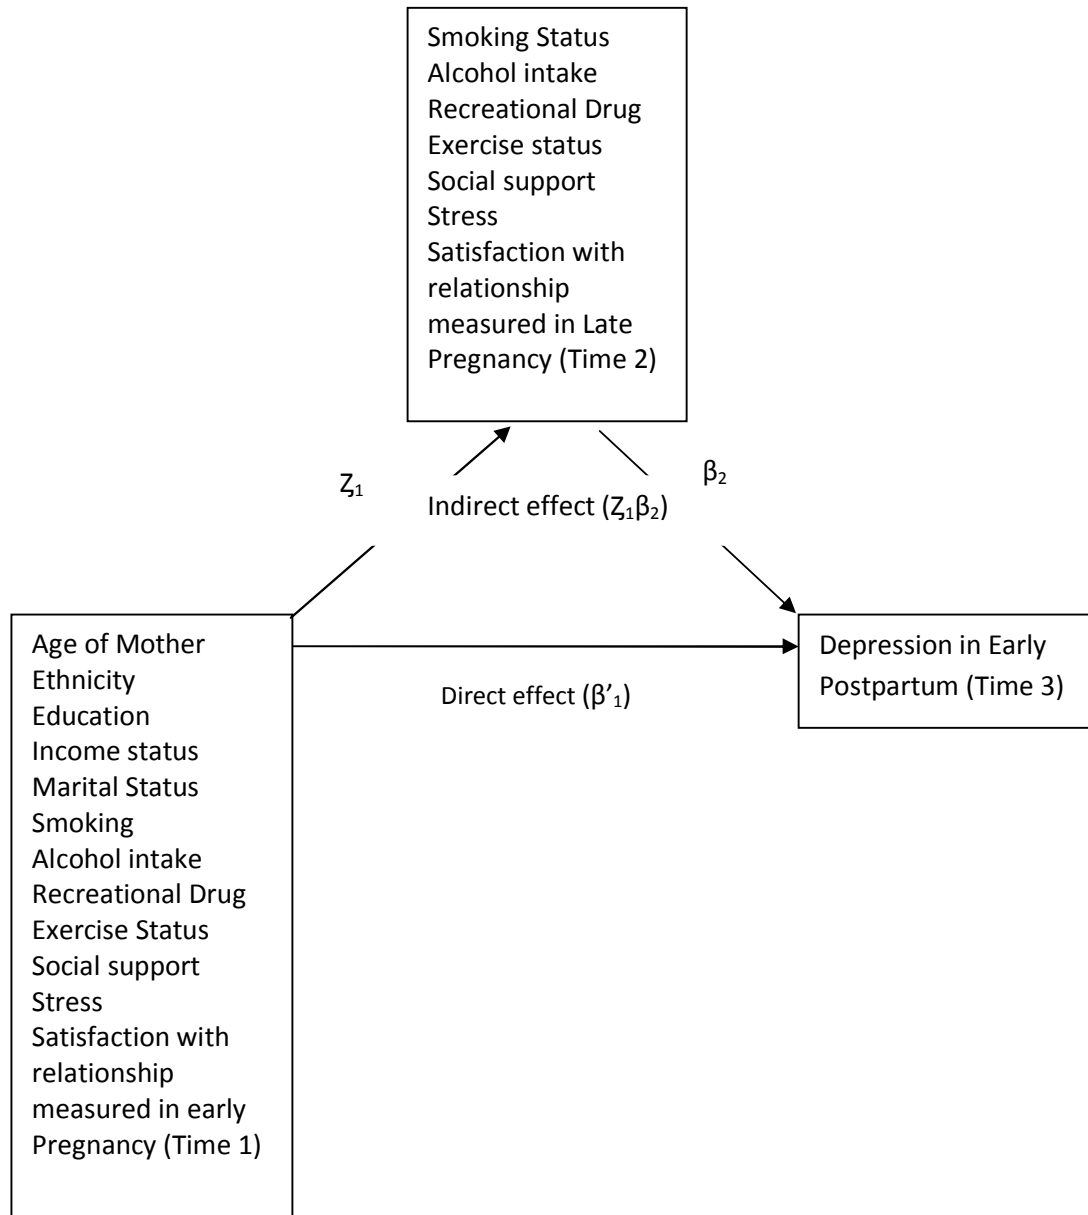 Smoking Status
Alcohol intake
Recreational Drug
Exercise status
Social support
Stress
Satisfaction with
relationship
measured in Late
Pregnancy (Time 2)
Ζ₁
β₂
Indirect effect (Ζ₁β₂)
Age of Mother
Ethnicity
Education
Income status
Marital Status
Smoking
Alcohol intake
Recreational Drug
Exercise Status
Social support
Stress
Satisfaction with
relationship
measured in early
Pregnancy (Time 1)
Direct effect (β’₁)
Depression in Early
Postpartum (Time 3)